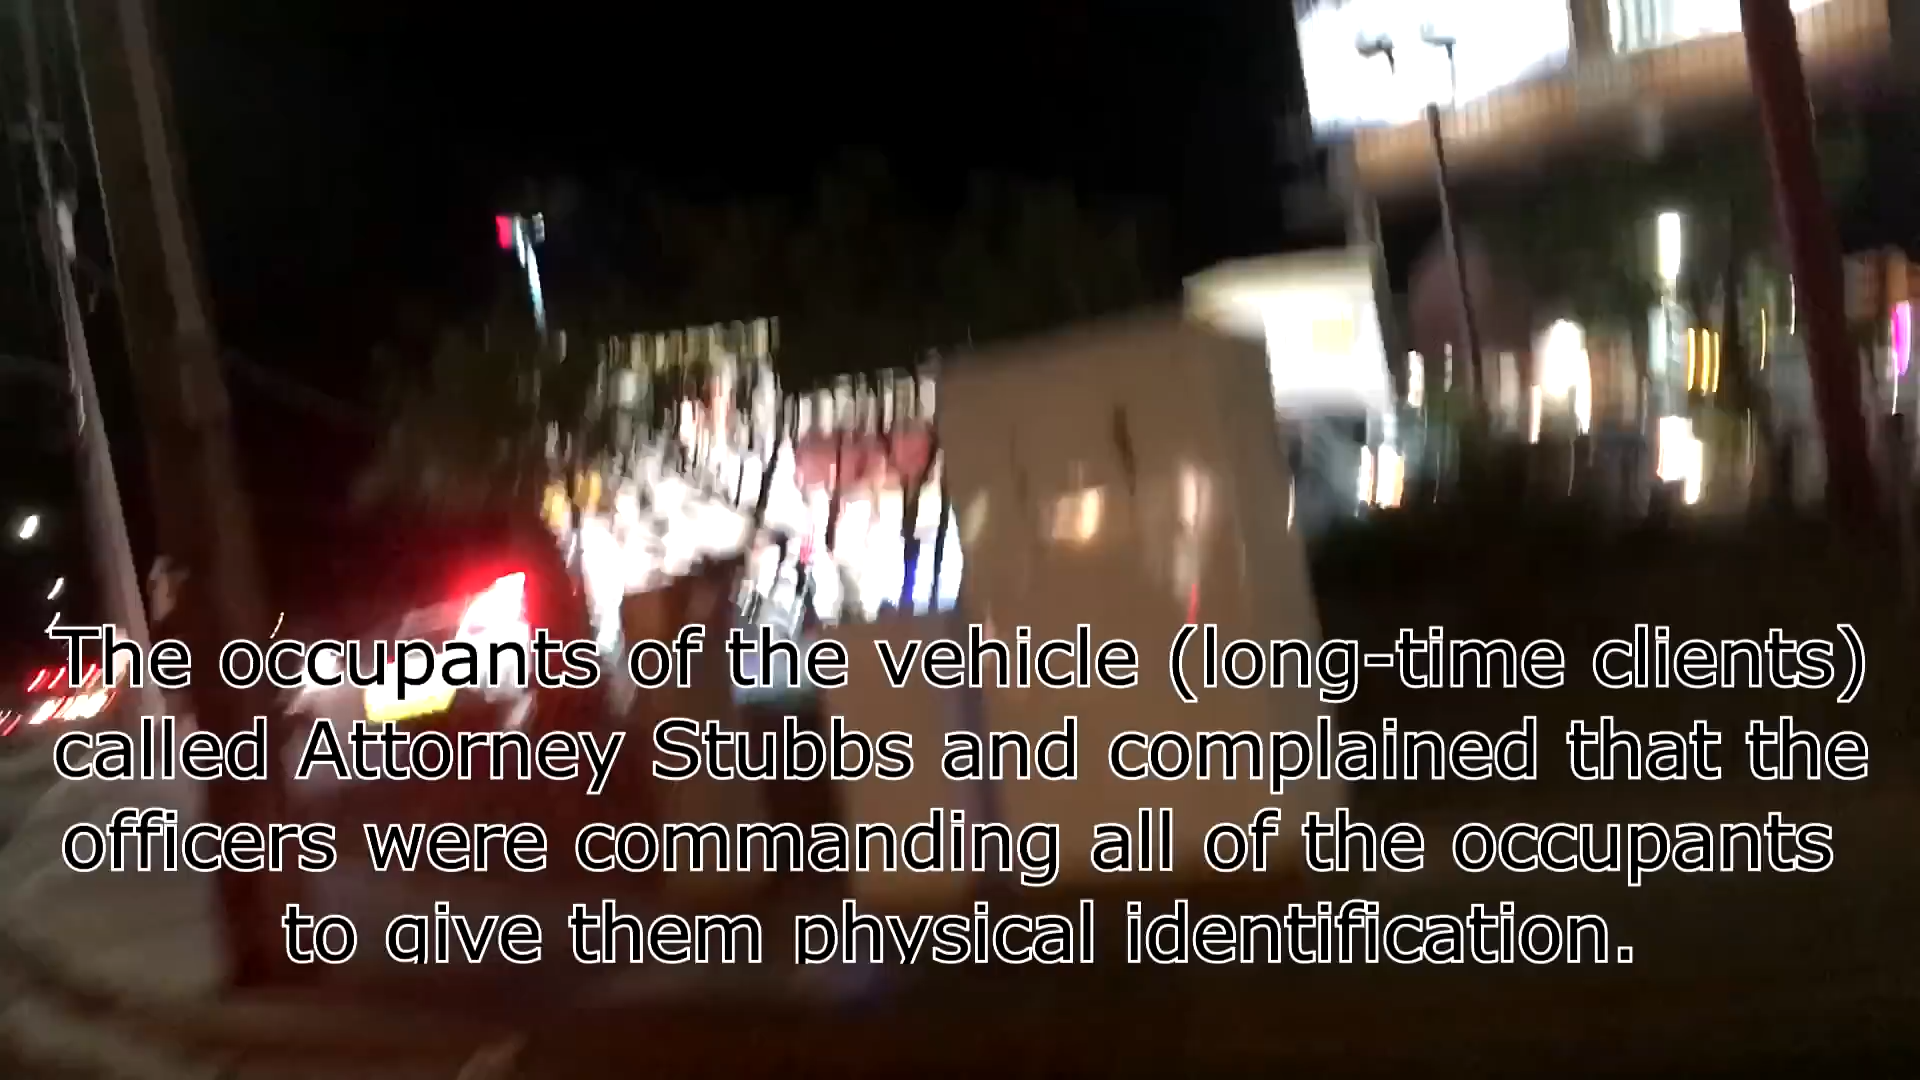 The occupants of the vehicle (long-time clients)
called Attorney Stubbs and complained that the
officers were commanding all of the occupants
to give them physical identification.